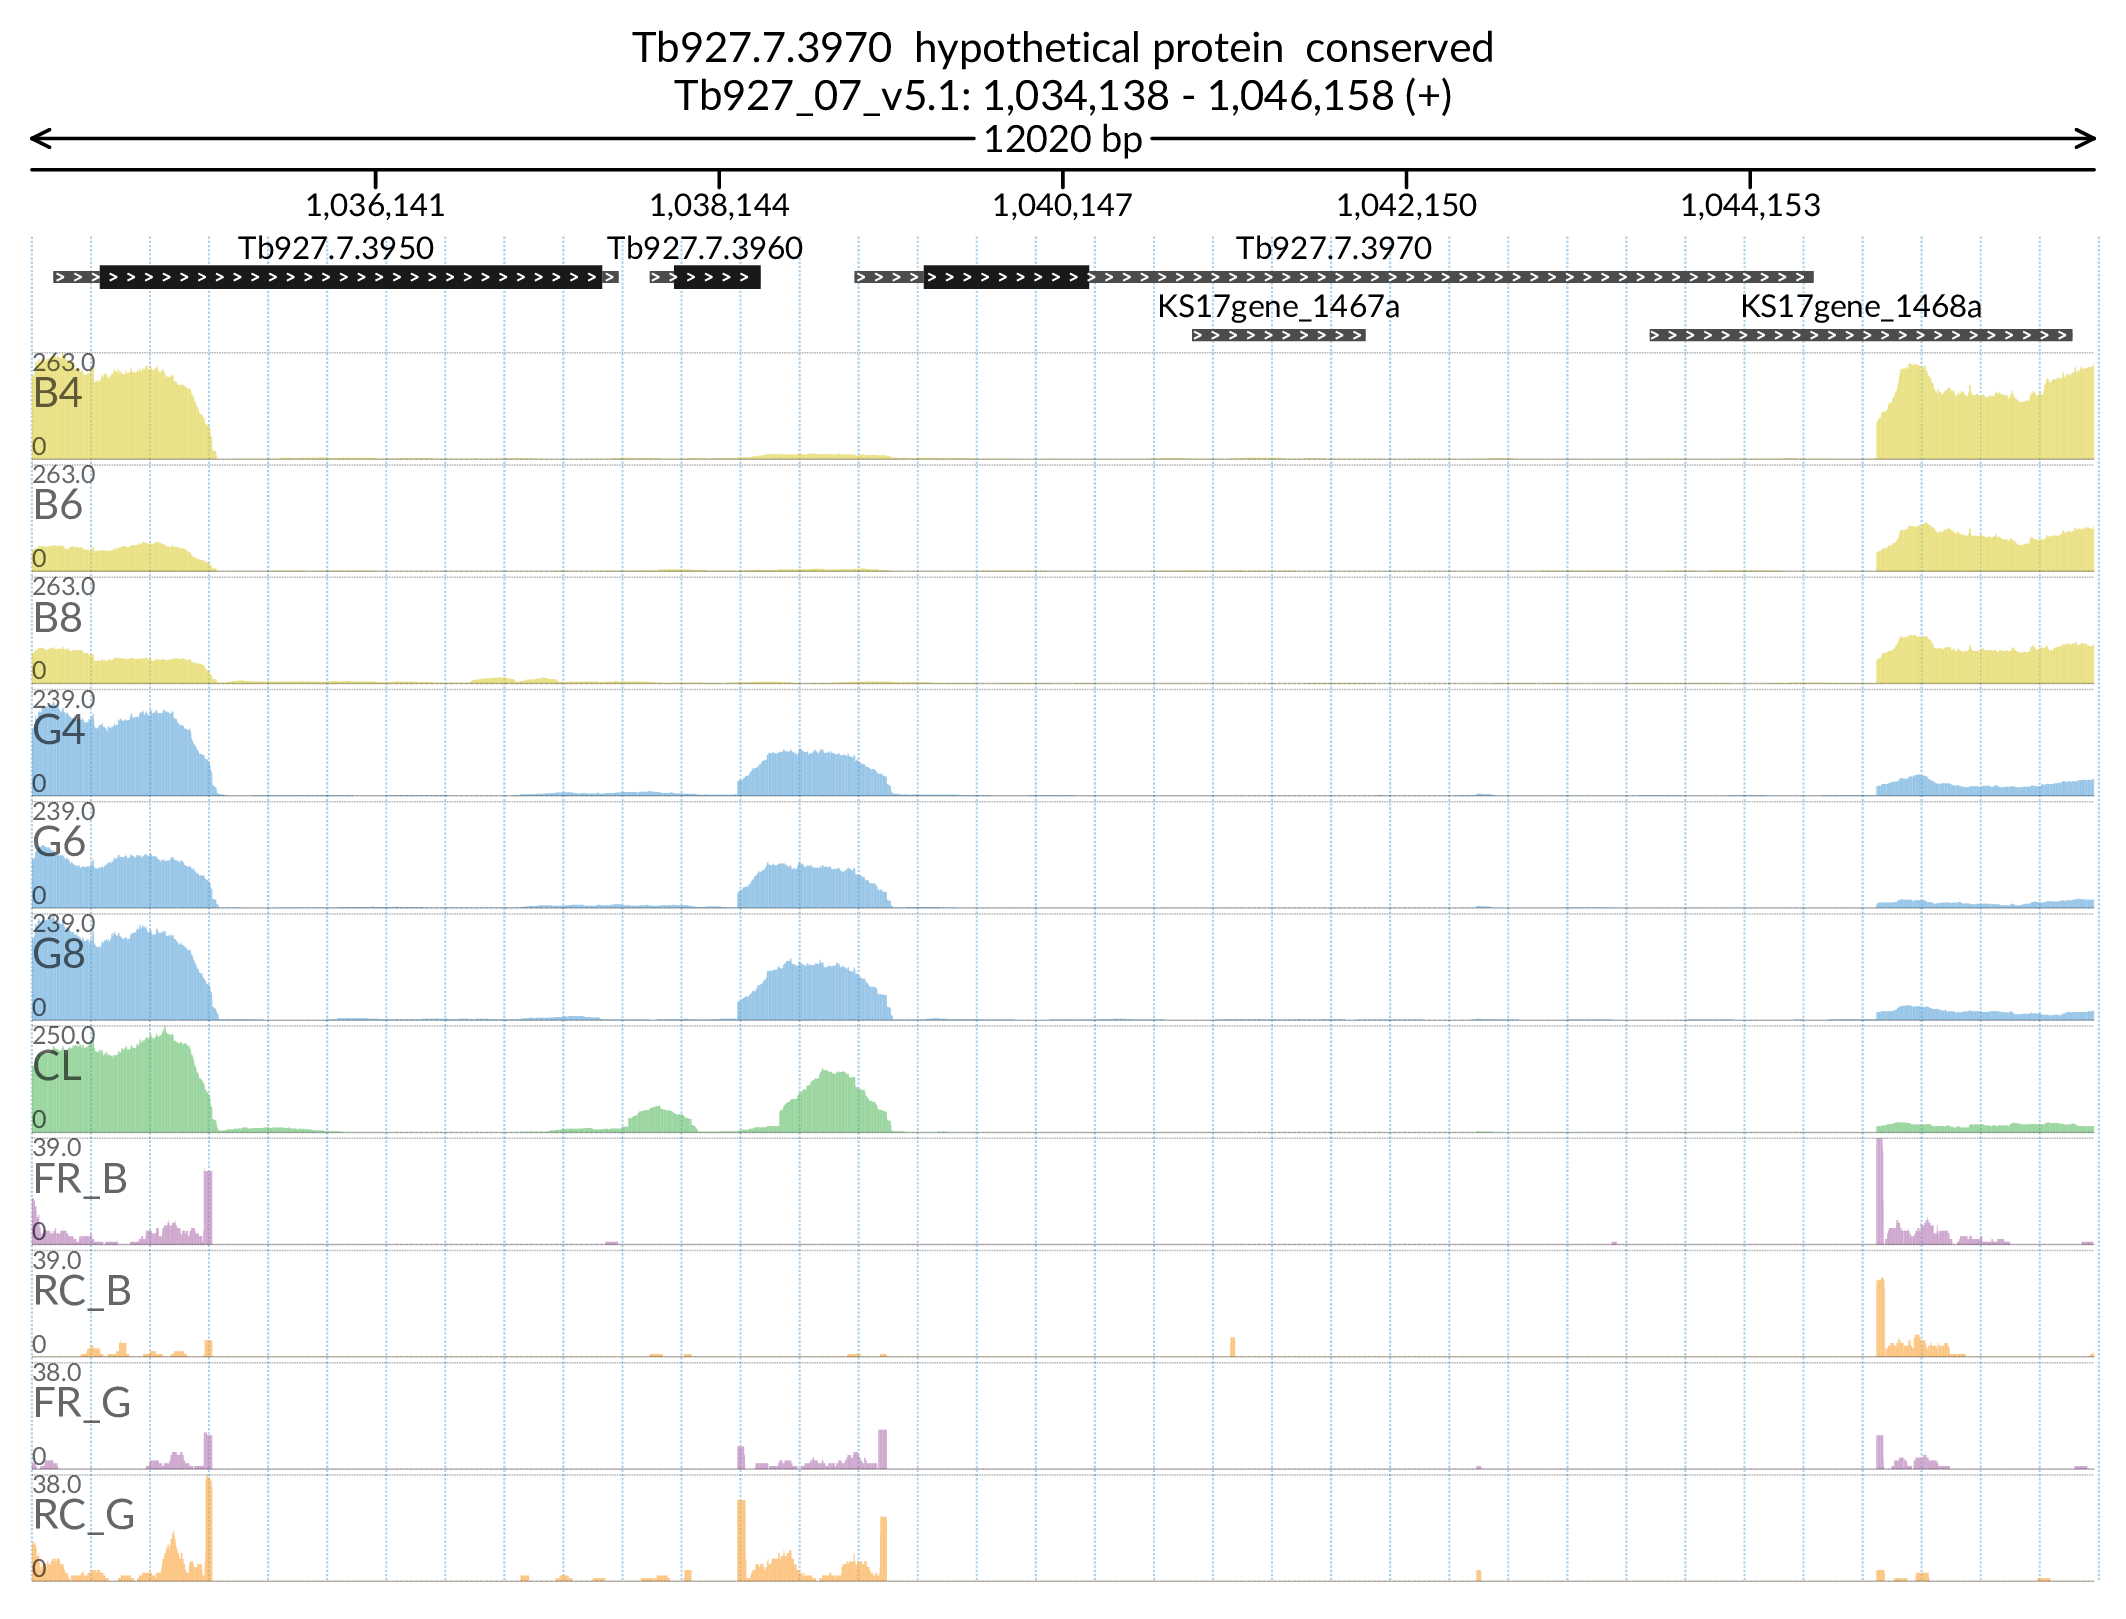 Tb927.7.3970 hypothetical protein conserved
Tb927_07_v5.1: 1,034,138 - 1,046,158 (+)
12020 bp
1,036,141 1,038,144 1,040,147 1,042,150 1,044,153
Tb927.7.3950 Tb927.7.3960 Tb927.7.3970
KS17gene_1467a KS17gene_1468a
263.0
B4
0
263.0
B6
0
263.0
B8
0
239.0
G4
0
239.0
G6
0
239.0
G8
0
250.0
CL
0
39.0
FR_B
0
39.0
RC_B
0
38.0
FR_G
0
38.0
RC_G
0